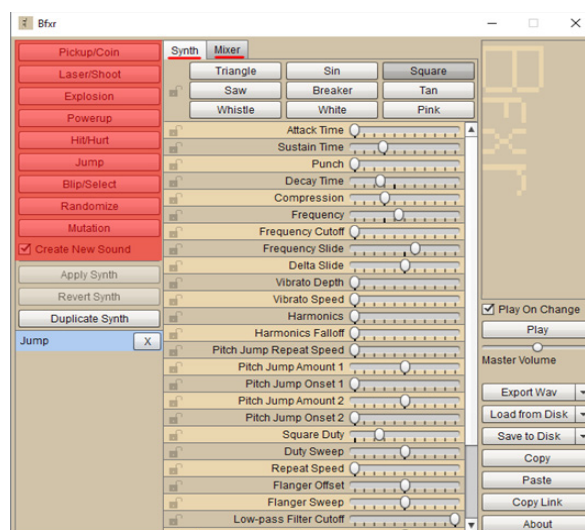 Bfxr
Pickup/Coin
Laser/Shoot
Explosion
Powerup
Hit/Hurt
Jump
Blip/Select
Randomize
Mutation
Create New Sound
Apply Synth
Revert Synth
Duplicate Synth
Jump X
Synth Mixer
Triangle Sin Square
Saw Breaker Tan
Whistle White Pink
Attack Time
Sustain Time
Punch
Decay Time
Compression
Frequency
Frequency Cutoff
Frequency Slide
Delta Slide
Vibrato Depth
Vibrato Speed
Harmonics
Harmonics Falloff
Pitch Jump Repeat Speed
Pitch Jump Amount 1
Pitch Jump Onset 1
Pitch Jump Amount 2
Pitch Jump Onset 2
Square Duty
Duty Sweep
Repeat Speed
Flanger Offset
Flanger Sweep
Low-pass Filter Cutoff
Bfxr
Play On Change
Play
Master Volume
Export Wav
Load from Disk
Save to Disk
Copy
Paste
Copy Link
About